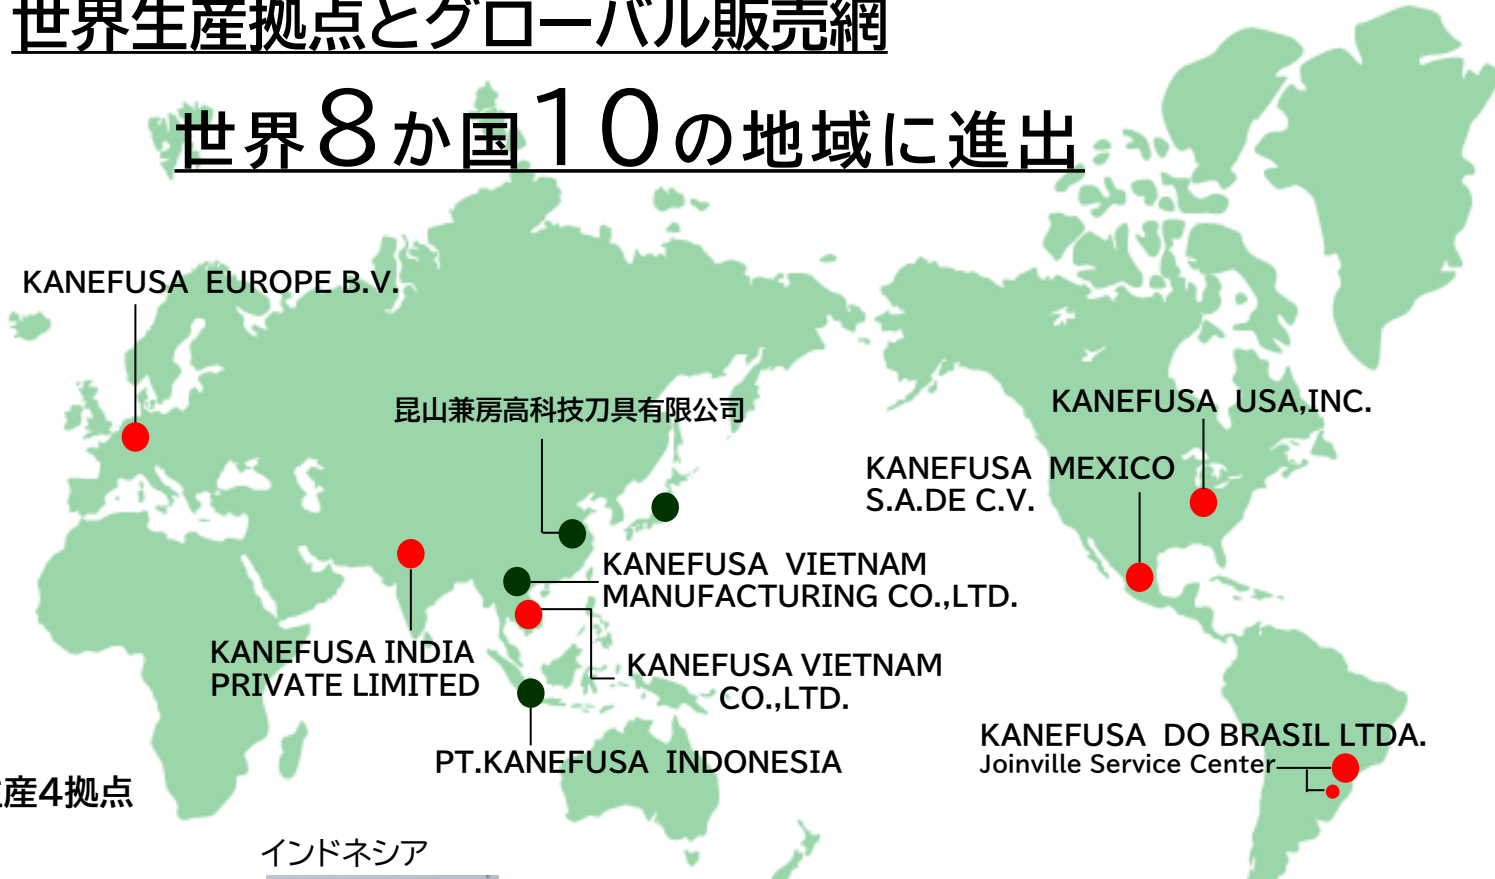 世界生産拠点とグローバル販売網
世界8か国10の地域に進出
KANEFUSA EUROPE B.V.
昆山兼房高科技刀具有限公司
KANEFUSA USA,INC.
KANEFUSA MEXICO
S.A.DE C.V.
KANEFUSA VIETNAM
MANUFACTURING CO.,LTD.
KANEFUSA INDIA
PRIVATE LIMITED
KANEFUSA VIETNAM
CO.,LTD.
PT.KANEFUSA INDONESIA
KANEFUSA DO BRASIL LTDA.
Joinville Service Center
産4拠点
インドネシア